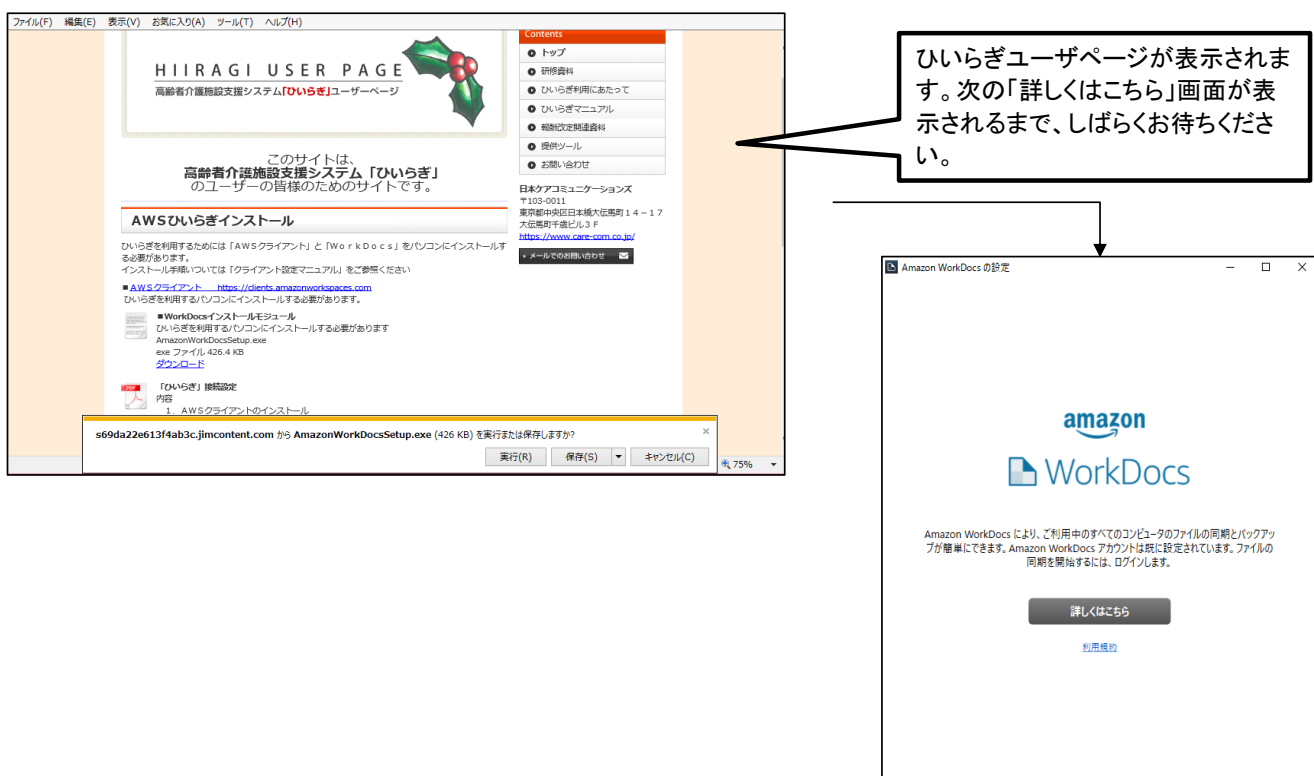 ファイル(F) 編集(E) 表示(V) お気に入り(A) ツール(T) ヘルプ(H)
HIIRAGI USER PAGE
高齢者介護施設支援システム「ひいらぎ」ユーザーページ
このサイトは、
高齢者介護施設支援システム「ひいらぎ」
のユーザーの皆様のためのサイトです。
AWSひいらぎインストール
ひいらぎを利用するためには「AWSクライアント」と「WorkDocs」をパソコンにインストールす
る必要があります。
インストール手順いついては「クライアント設定マニュアル」をご参照ください
■AWSクライアント https://clients.amazonworkspaces.com
ひいらぎを利用するパソコンにインストールする必要があります。
■WorkDocsインストールモジュール
ひいらぎを利用するパソコンにインストールする必要があります
AmazonWorkDocsSetup.exe
exe ファイル 426.4 KB
ダウンロード
PDF
「ひいらぎ」接続設定
内容
1. AWSクライアントのインストール
Contents
トップ
研修資料
ひいらぎ利用にあたって
ひいらぎマニュアル
報酬改定関連資料
提供ツール
お問い合わせ
日本ケアコミュニケーションズ
〒103-0011
東京都中央区日本橋大伝馬町14-17
大伝馬町千歳ビル3F
https://www.care-com.co.jp/
メールでのお問い合わせ
s69da22e613f4ab3c.jimcontent.com から AmazonWorkDocsSetup.exe (426 KB) を実行または保存しますか?
実行(R) 保存(S) キャンセル(C)
75%
ひいらぎユーザページが表示されま
す。次の「詳しくはこちら」画面が表
示されるまで、しばらくお待ちくださ
い。
Amazon WorkDocs の設定
amazon
WorkDocs
Amazon WorkDocs により、ご利用中のすべてのコンピュータのファイルの同期とバックアッ
プが簡単にできます。Amazon WorkDocs アカウントは既に設定されています。ファイルの
同期を開始するには、ログインします。
詳しくはこちら
利用規約